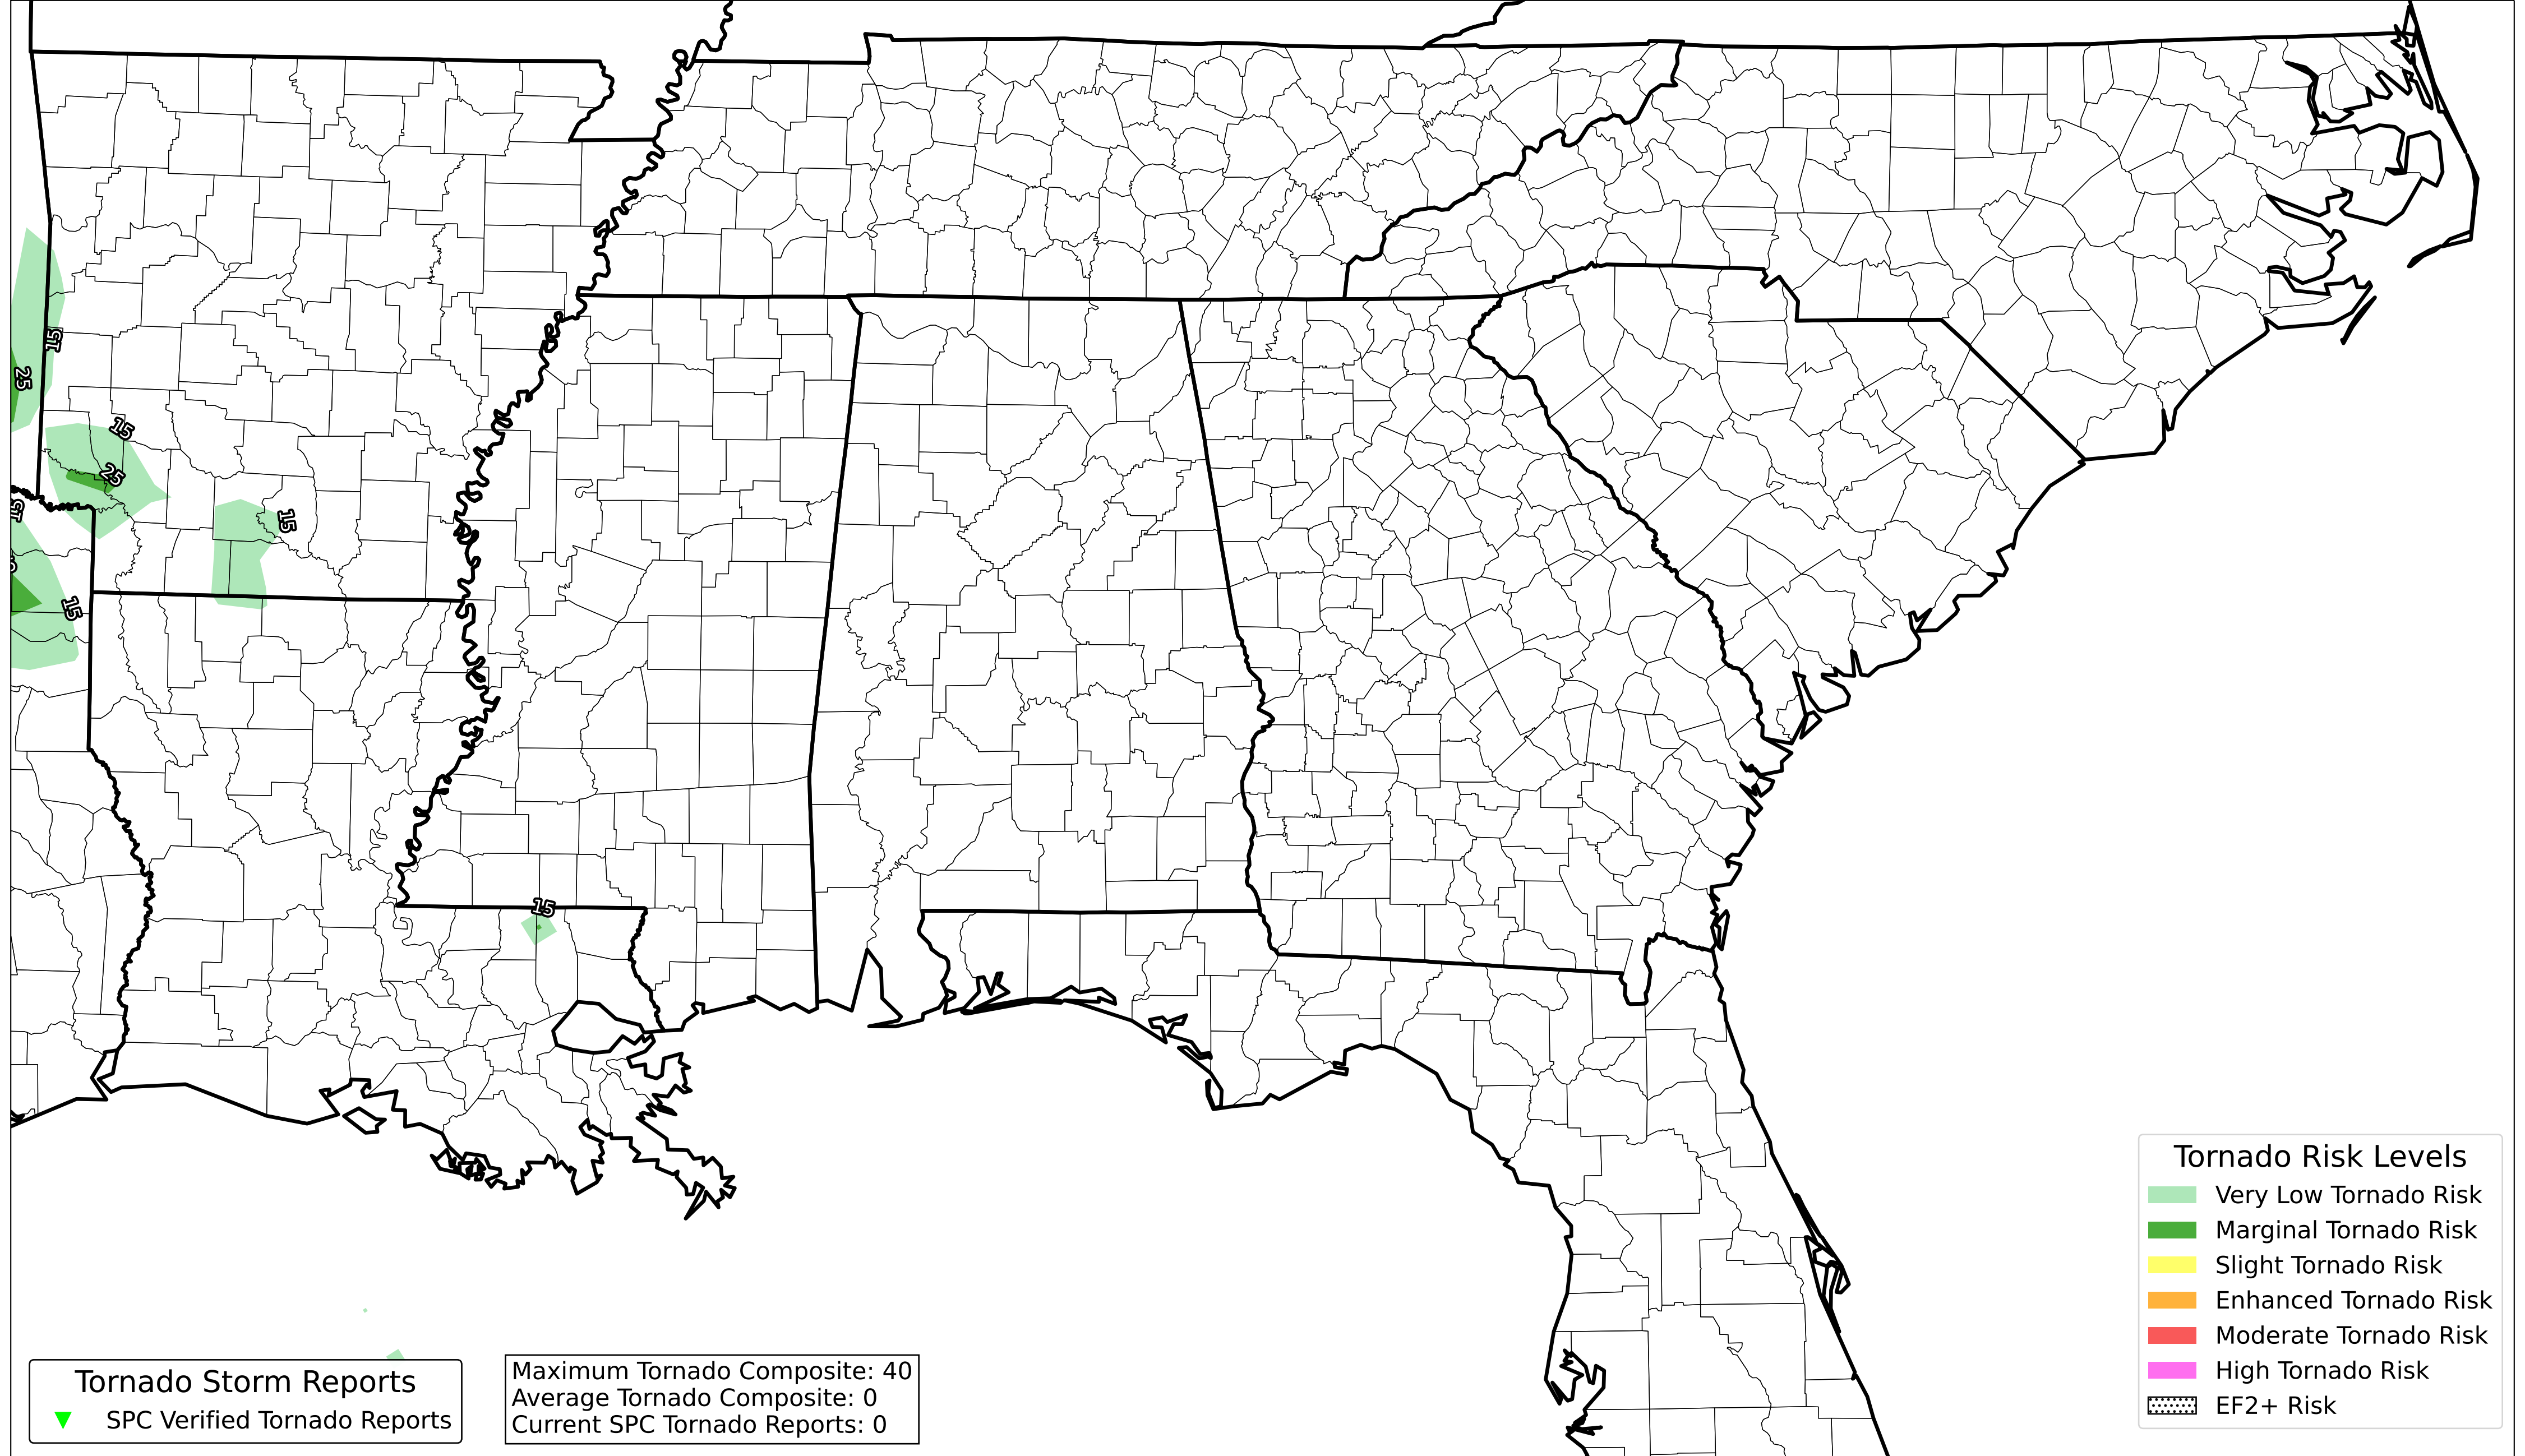 15
25
15
25
15
15
15
15
Tornado Storm Reports
SPC Verified Tornado Reports
Maximum Tornado Composite: 40
Average Tornado Composite: 0
Current SPC Tornado Reports: 0
Tornado Risk Levels
Very Low Tornado Risk
Marginal Tornado Risk
Slight Tornado Risk
Enhanced Tornado Risk
Moderate Tornado Risk
High Tornado Risk
EF2+ Risk